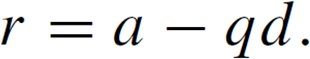 r = a − qd.